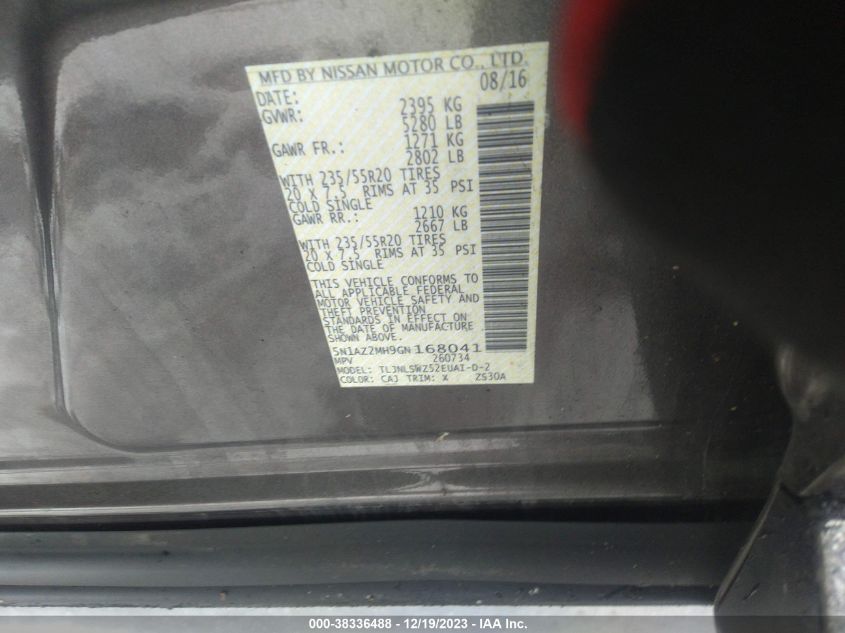 MFD BY NISSAN MOTOR CO., LTD.
DATE: 08/16
GVWR: 2395 KG
5280 LB
GAWR FR.: 1271 KG
2802 LB
WITH 235/55R20 TIRES
20 X 7.5 RIMS AT 35 PSI
COLD SINGLE
GAWR RR.: 1210 KG
2667 LB
WITH 235/55R20 TIRES
20 X 7.5 RIMS AT 35 PSI
COLD SINGLE
THIS VEHICLE CONFORMS TO
ALL APPLICABLE FEDERAL
MOTOR VEHICLE SAFETY AND
THEFT PREVENTION
STANDARDS IN EFFECT ON
THE DATE OF MANUFACTURE
SHOWN ABOVE.
5N1AZ2MH9GN168041
MPV 260734
MODEL: TLJNLSWZ52EUAI-D-2
COLOR: CAJ TRIM: X ZS30A
000-38336488 - 12/19/2023 - IAA Inc.